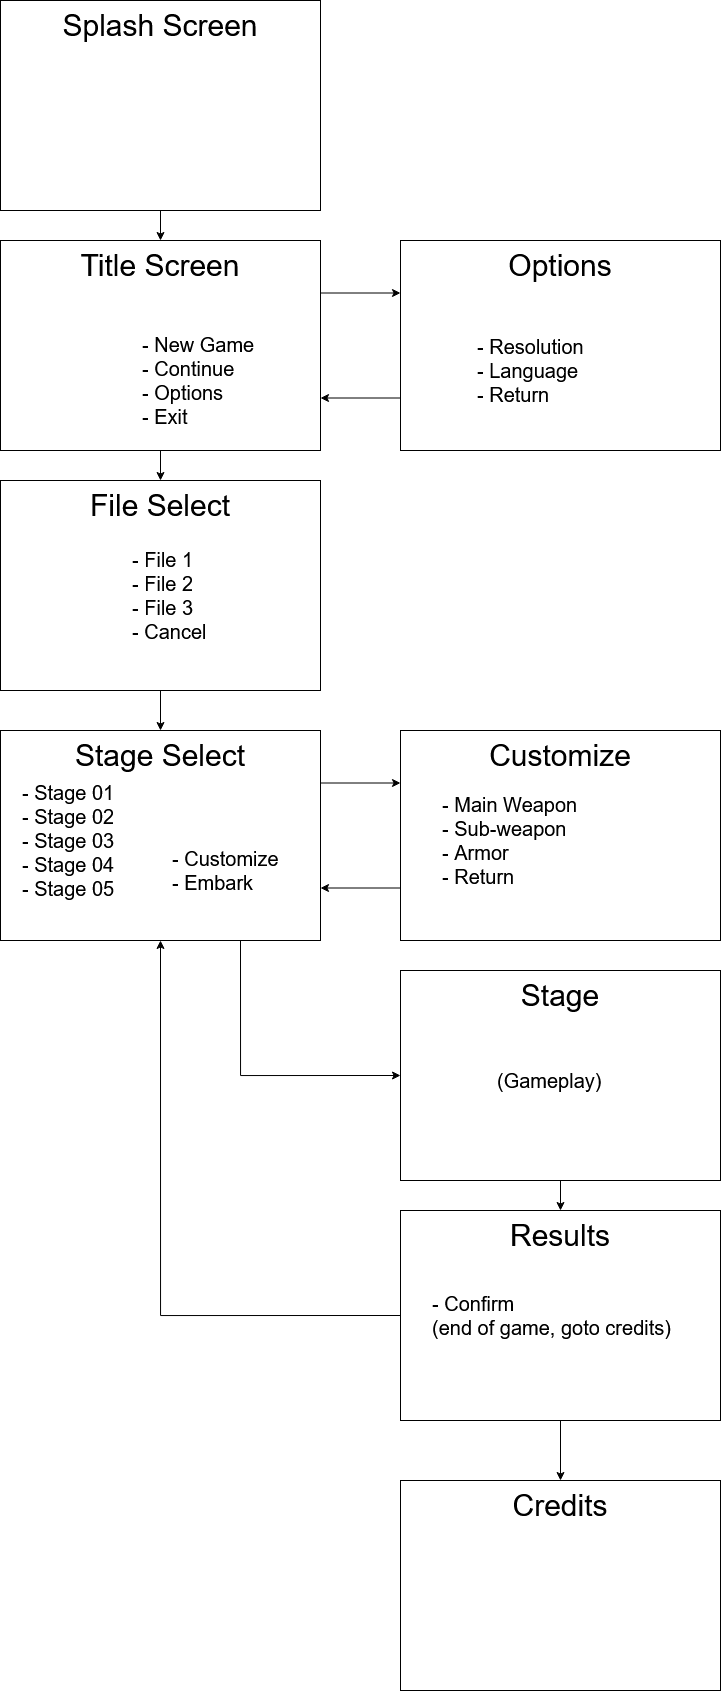 Splash Screen
Title Screen
- New Game
- Continue
- Options
- Exit
Options
- Resolution
- Language
- Return
File Select
- File 1
- File 2
- File 3
- Cancel
Stage Select
- Stage 01
- Stage 02
- Stage 03
- Stage 04
- Stage 05
- Customize
- Embark
Customize
- Main Weapon
- Sub-weapon
- Armor
- Return
Stage
(Gameplay)
Results
- Confirm
(end of game, goto credits)
Credits